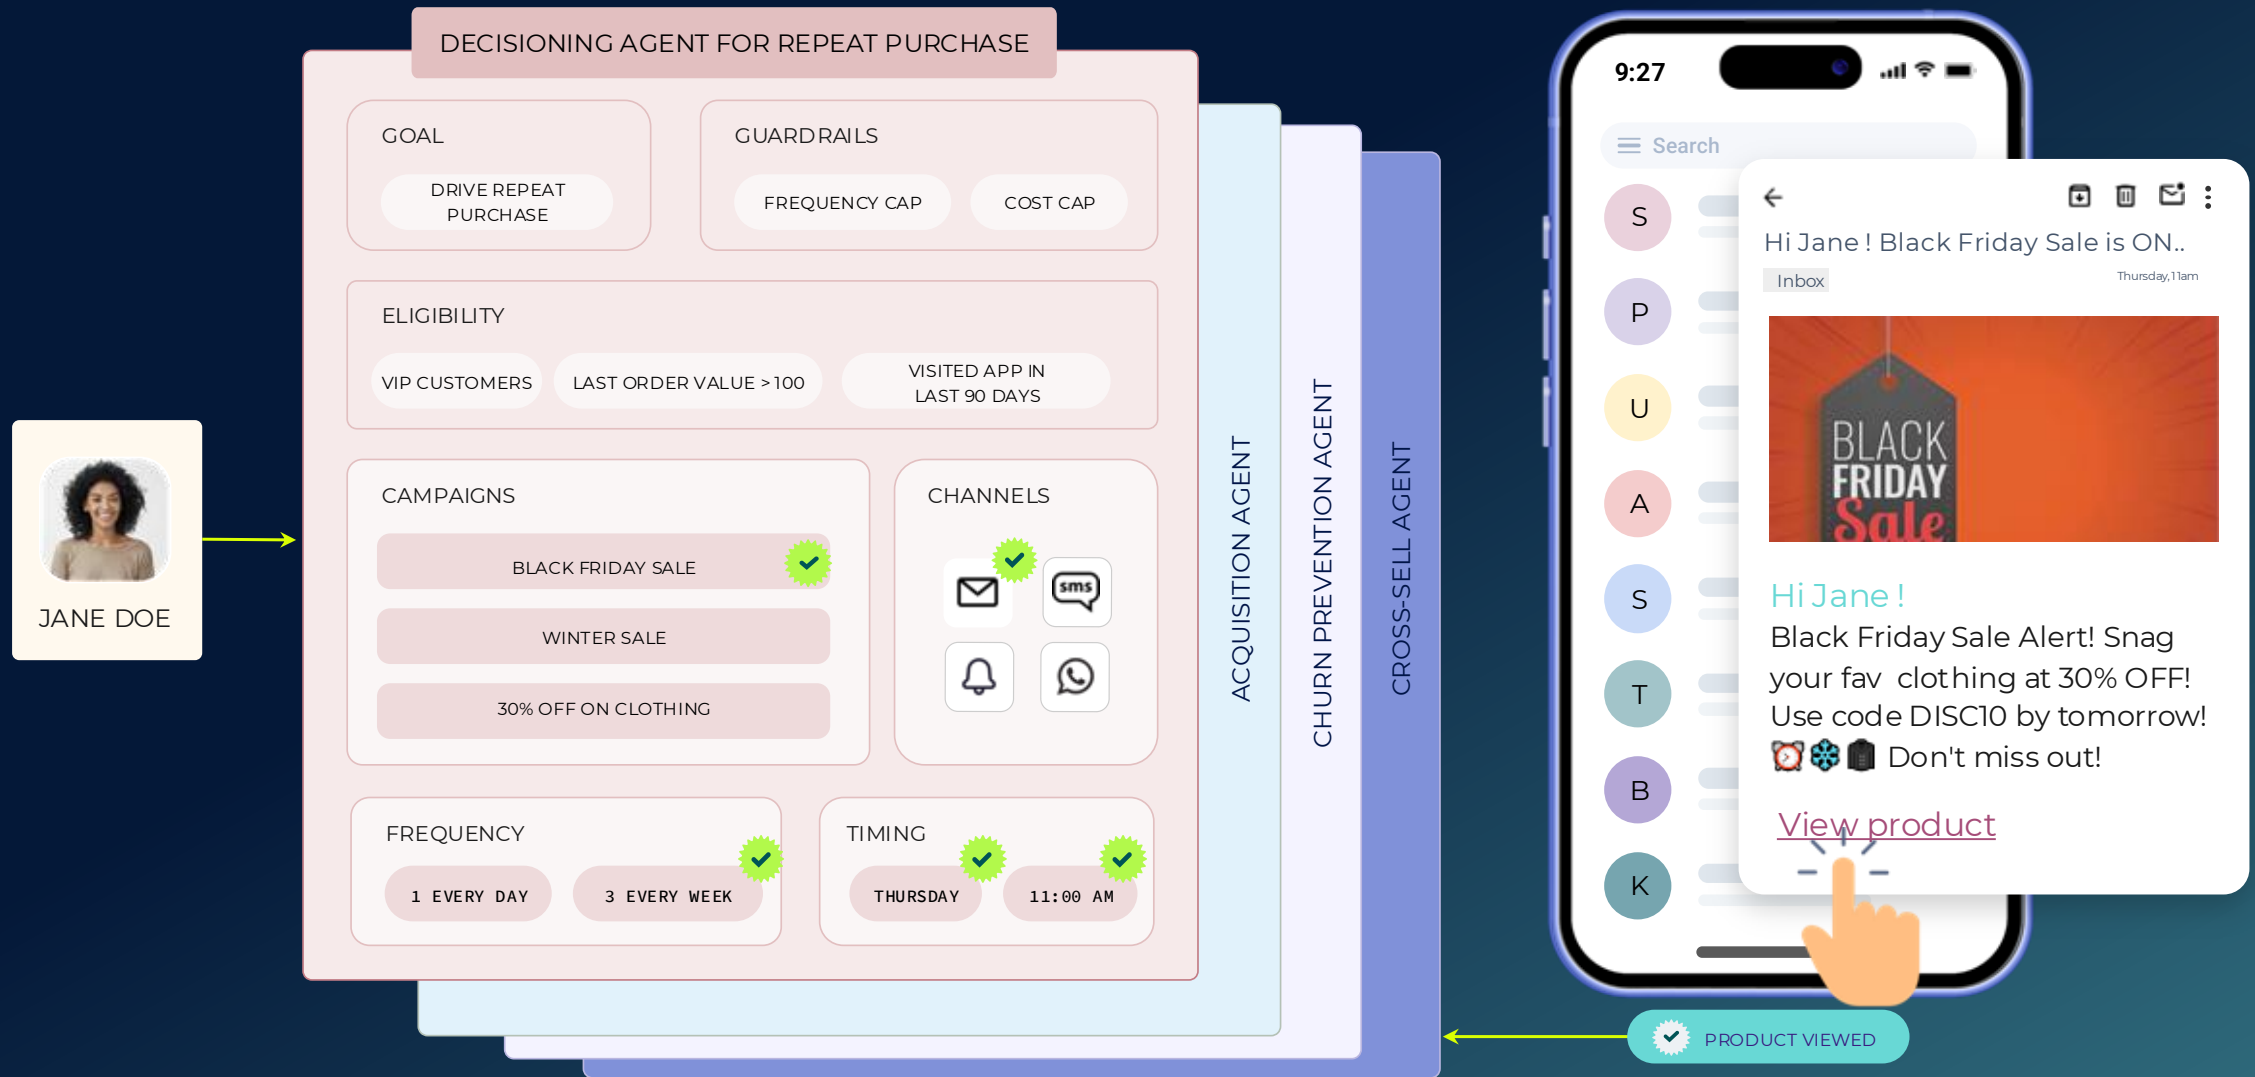 DECISIONING AGENT FOR REPEAT PURCHASE
GOAL
DRIVE REPEAT
PURCHASE
GUARDRAILS
FREQUENCY CAP
COST CAP
ELIGIBILITY
VIP CUSTOMERS
LAST ORDER VALUE > 100
VISITED APP IN
LAST 90 DAYS
JANE DOE
CAMPAIGNS
BLACK FRIDAY SALE
WINTER SALE
30% OFF ON CLOTHING
CHANNELS
sms
FREQUENCY
1 EVERY DAY
3 EVERY WEEK
TIMING
THURSDAY
11:00 AM
ACQUISITION AGENT
CHURN PREVENTION AGENT
CROSS-SELL AGENT
9:27
Search
S
P
U
A
S
T
B
K
Hi Jane ! Black Friday Sale is ON..
Inbox
Thursday, 11am
BLACK
FRIDAY
Sale
Hi Jane !
Black Friday Sale Alert! Snag
your fav clothing at 30% OFF!
Use code DISC10 by tomorrow!
⏰❄️🧥 Don't miss out!
View product
PRODUCT VIEWED